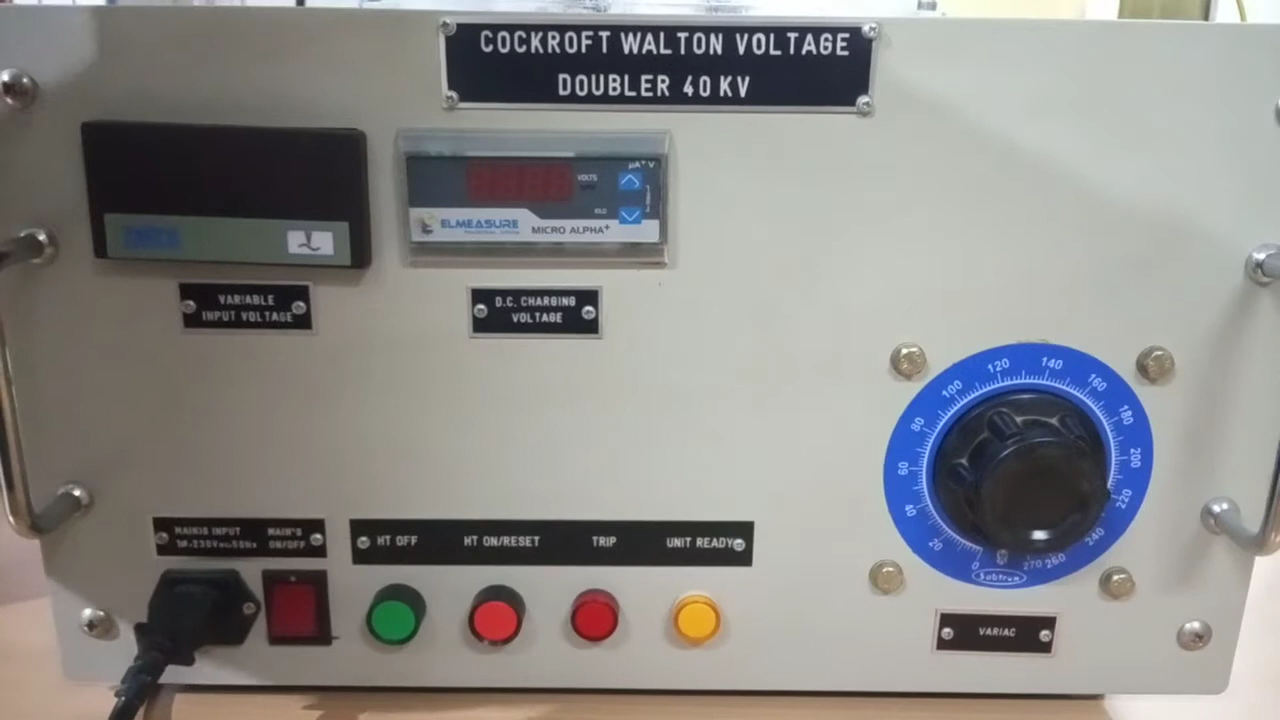 COCKROFT WALTON VOLTAGE
DOUBLER 40 KV
µA+ V
VOLTS
KILO
ELMEASURE
MICRO ALPHA+
VARIABLE
INPUT VOLTAGE
D.C. CHARGING
VOLTAGE
MAINS INPUT
MAIN'S
ON/OFF
HT OFF
HT ON/RESET
TRIP
UNIT READY
0
20
40
60
80
100
120
140
160
180
200
220
240
260
270
VARIAC